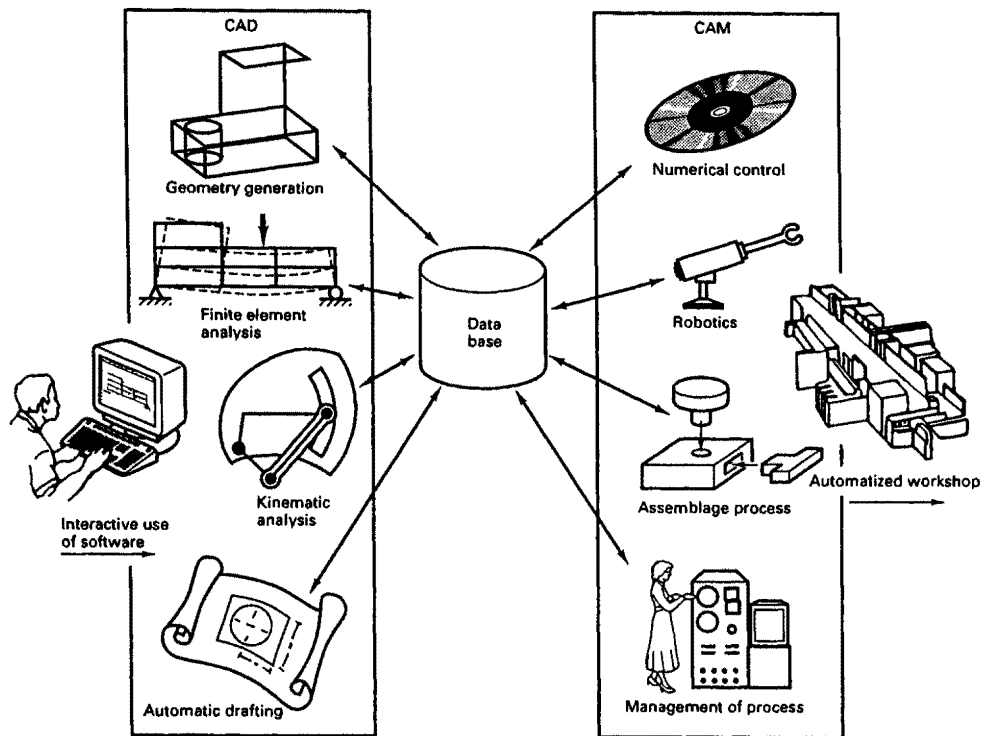 CAD
Geometry generation
Finite element
analysis
Kinematic
analysis
Interactive use
of software
Automatic drafting
Data
base
CAM
Numerical control
Robotics
Assemblage process
Automatized workshop
Management of process